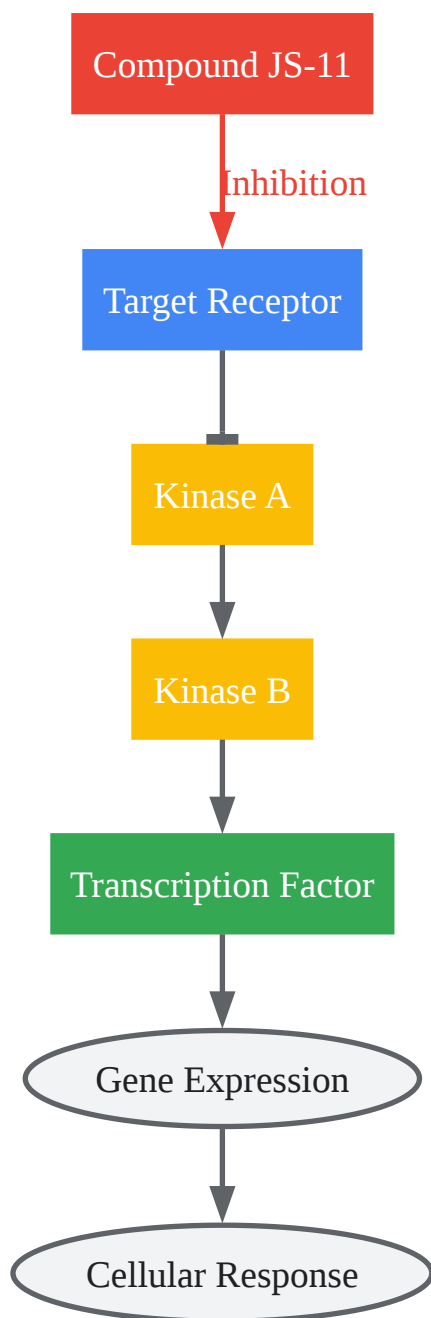 Compound JS-11
Inhibition
Target Receptor
Kinase A
Kinase B
Transcription Factor
Gene Expression
Cellular Response